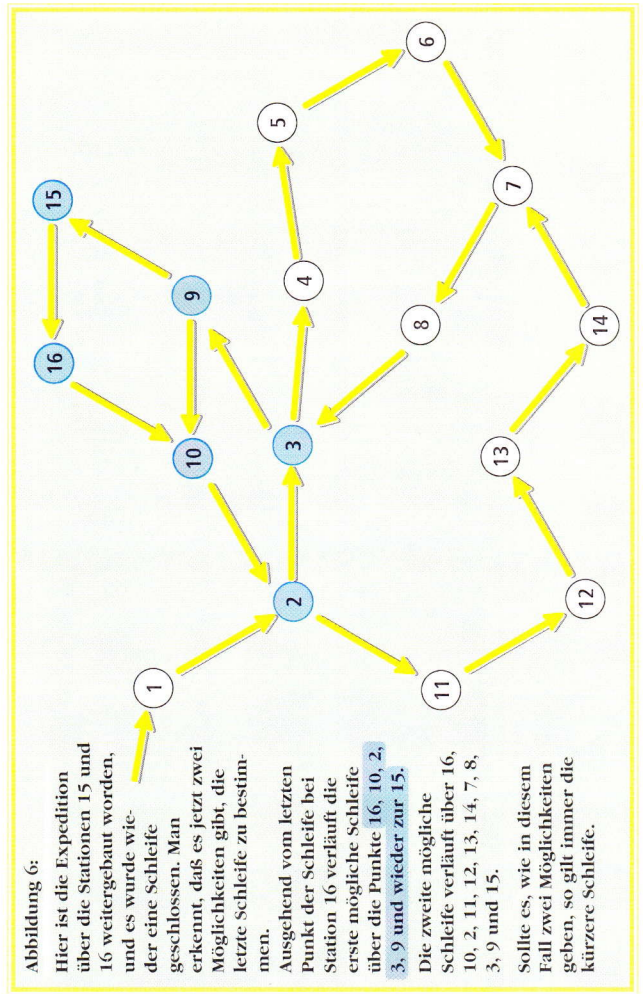 Abbildung 6:
Hier ist die Expedition
über die Stationen 15 und
16 weitergebaut worden,
und es wurde wie-
der eine Schleife
geschlossen. Man
erkennt, daß es jetzt zwei
Möglichkeiten gibt, die
letzte Schleife zu bestim-
men.
Ausgehend vom letzten
Punkt der Schleife bei
Station 16 verläuft die
erste mögliche Schleife
über die Punkte 16, 10, 2,
3, 9 und wieder zur 15.
Die zweite mögliche
Schleife verläuft über 16,
10, 2, 11, 12, 13, 14, 7, 8,
3, 9 und 15.
Sollte es, wie in diesem
Fall zwei Möglichkeiten
geben, so gilt immer die
kürzere Schleife.
1
2
3
4
5
6
7
8
9
10
11
12
13
14
15
16